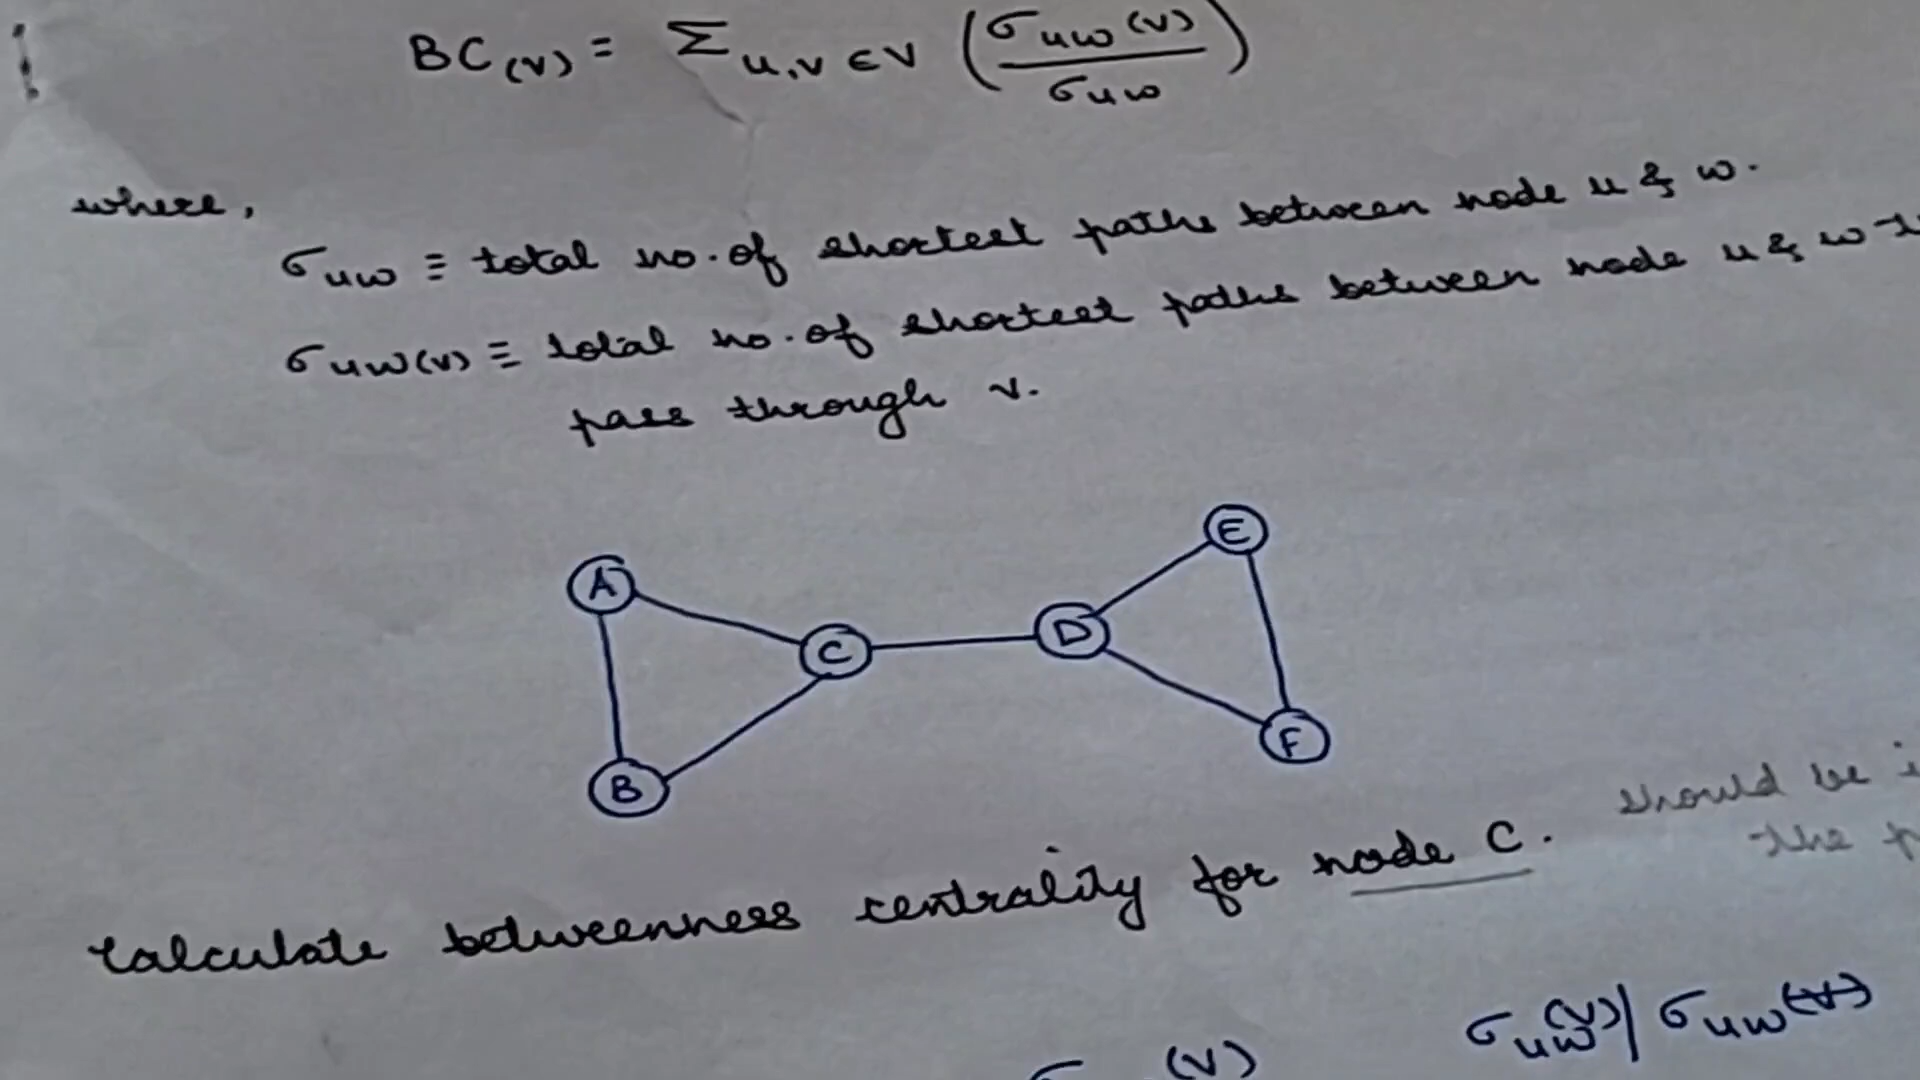 BC(v) = Σ u,v ∈ V (σuw(v) / σuw)
where,
σuw ≡ total no. of shortest paths between node u & w.
σuw(v) ≡ total no. of shortest paths between node u & w
pass through v.
A
B
C
D
E
F
should be
the
Calculate betweenness centrality for node C.
σuw(v) / σuw(v)
(v)